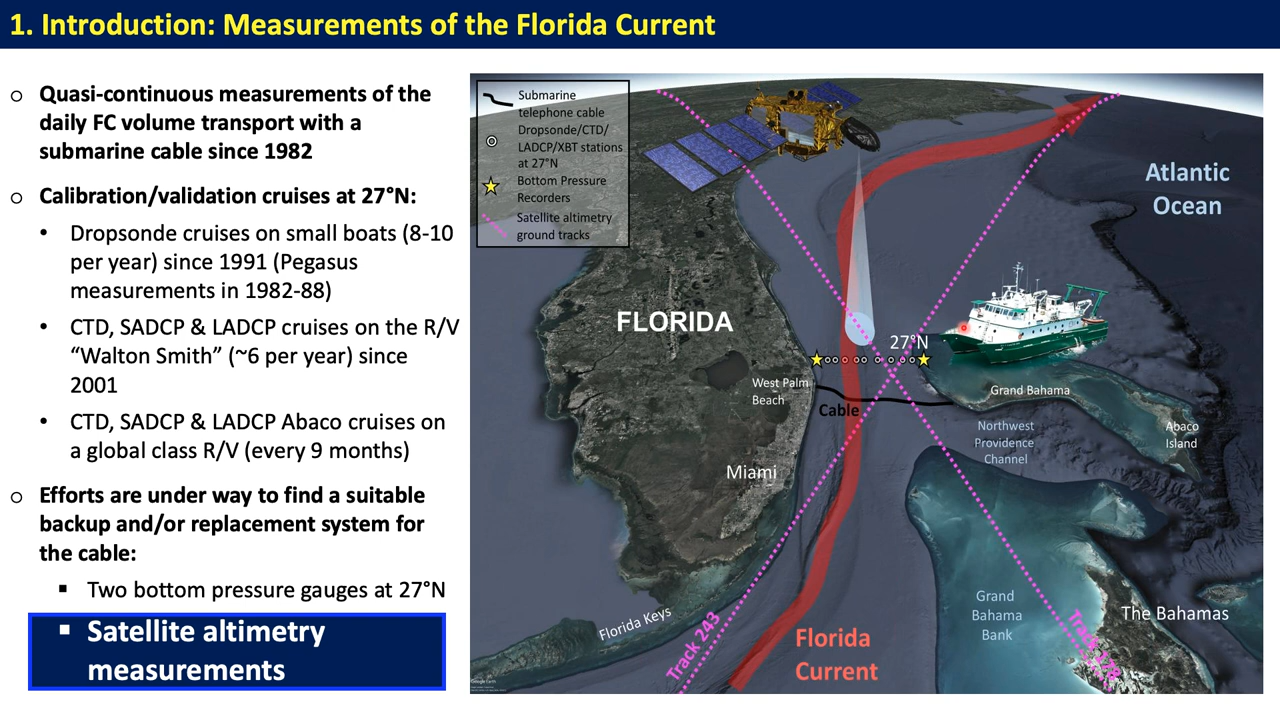 1. Introduction: Measurements of the Florida Current
o Quasi-continuous measurements of the
daily FC volume transport with a
submarine cable since 1982
o Calibration/validation cruises at 27°N:
• Dropsonde cruises on small boats (8-10
per year) since 1991 (Pegasus
measurements in 1982-88)
• CTD, SADCP & LADCP cruises on the R/V
“Walton Smith” (~6 per year) since
2001
• CTD, SADCP & LADCP Abaco cruises on
a global class R/V (every 9 months)
o Efforts are under way to find a suitable
backup and/or replacement system for
the cable:
▪ Two bottom pressure gauges at 27°N
▪ Satellite altimetry
measurements
Submarine
telephone cable
Dropsonde/CTD/
LADCP/XBT stations
at 27°N
Bottom Pressure
Recorders
Satellite altimetry
ground tracks
Atlantic
Ocean
FLORIDA
27°N
West Palm
Beach
Cable
Grand Bahama
Northwest
Providence
Channel
Abaco
Island
Miami
Grand
Bahama
Bank
The Bahamas
Florida Keys
Track 243
Florida
Current
Track
Google Earth